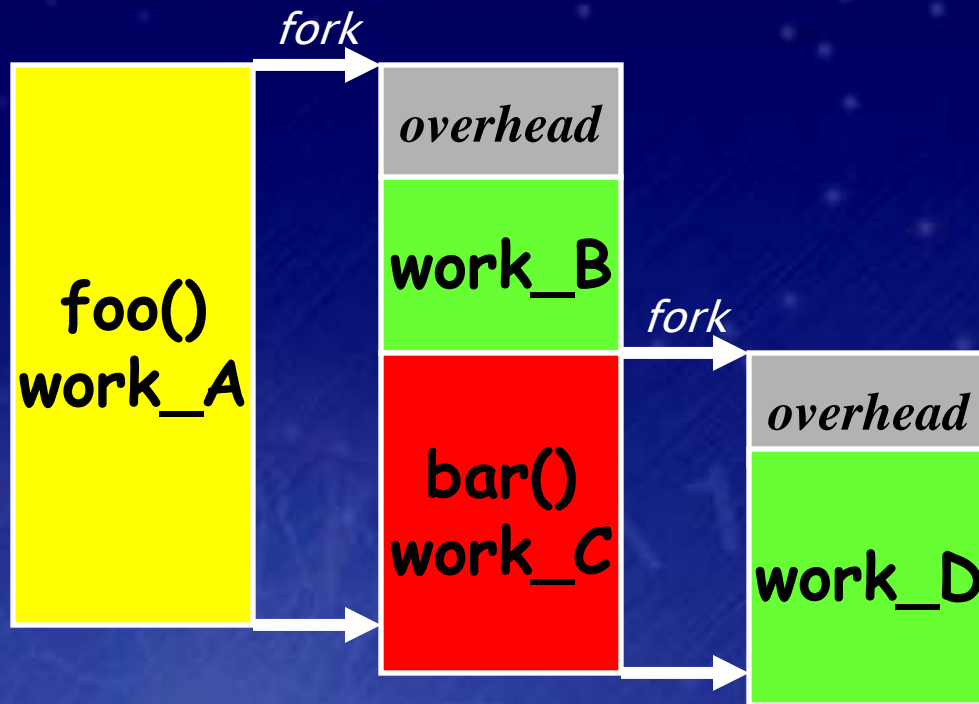 fork
overhead
work_B
foo()
work_A
fork
overhead
bar()
work_C
work_D